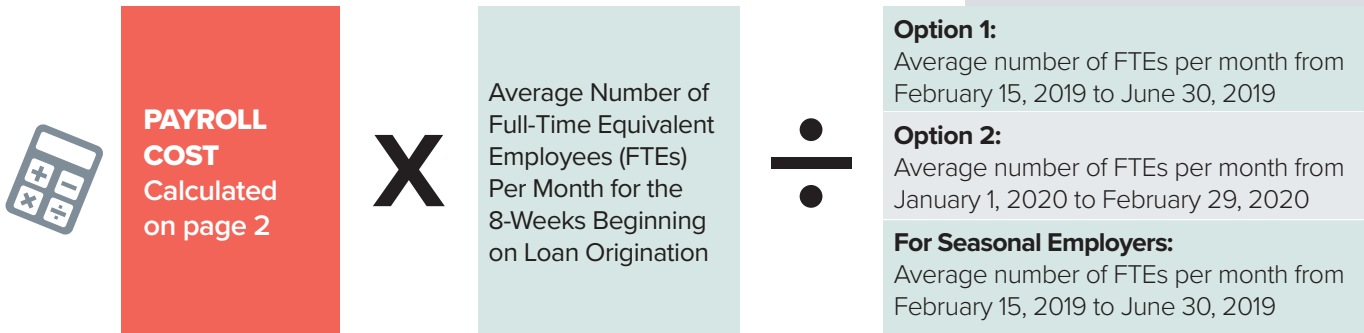 PAYROLL
COST
Calculated
on page 2
X
Average Number of
Full-Time Equivalent
Employees (FTEs)
Per Month for the
8-Weeks Beginning
on Loan Origination
÷
Option 1:
Average number of FTEs per month from
February 15, 2019 to June 30, 2019
Option 2:
Average number of FTEs per month from
January 1, 2020 to February 29, 2020
For Seasonal Employers:
Average number of FTEs per month from
February 15, 2019 to June 30, 2019